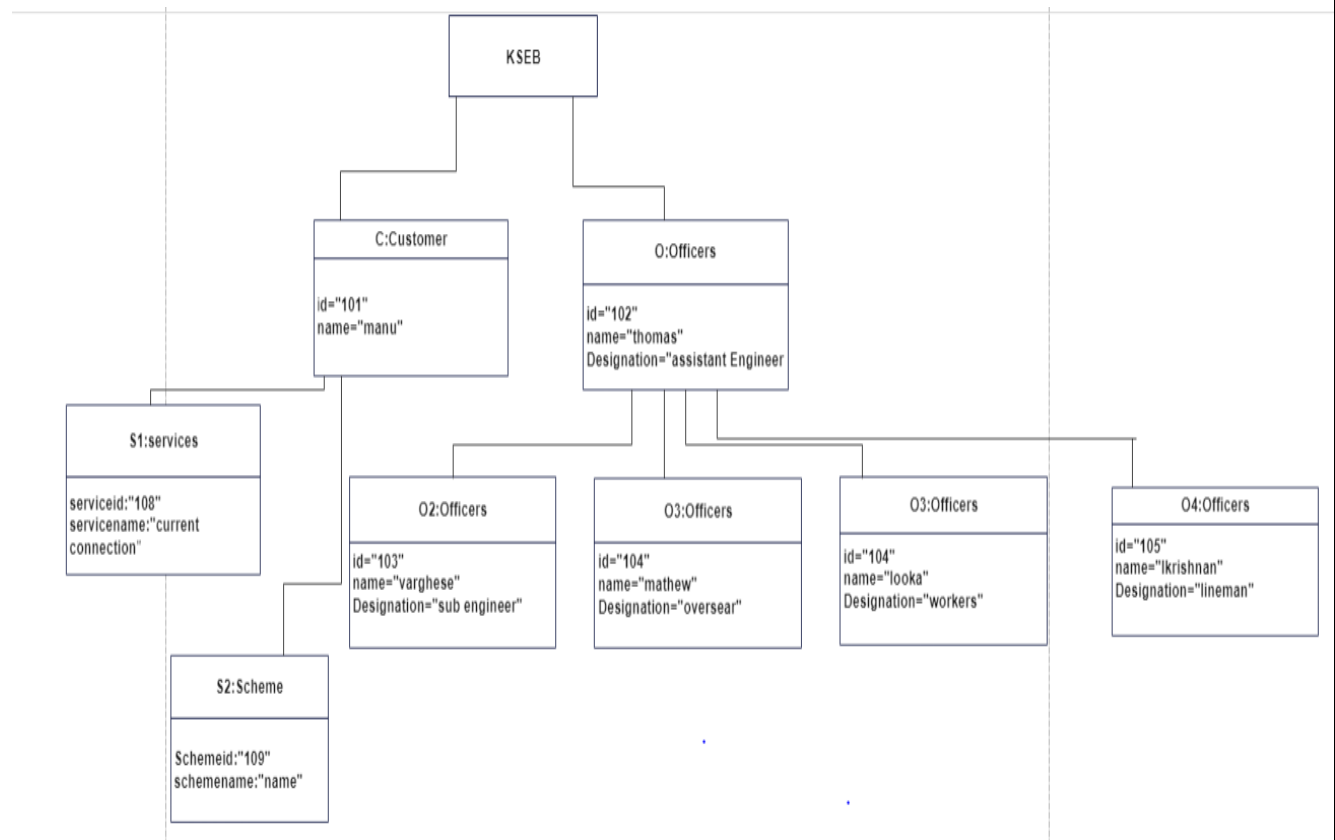 KSEB
C:Customer
id="101"
name="manu"
O:Officers
id="102"
name="thomas"
Designation="assistant Engineer
S1:services
serviceid:"108"
servicename:"current
connection"
O2:Officers
id="103"
name="varghese"
Designation="sub engineer"
O3:Officers
id="104"
name="mathew"
Designation="oversear"
O3:Officers
id="104"
name="looka"
Designation="workers"
O4:Officers
id="105"
name="lkrishnan"
Designation="lineman"
S2:Scheme
Schemeid:"109"
schemename:"name"